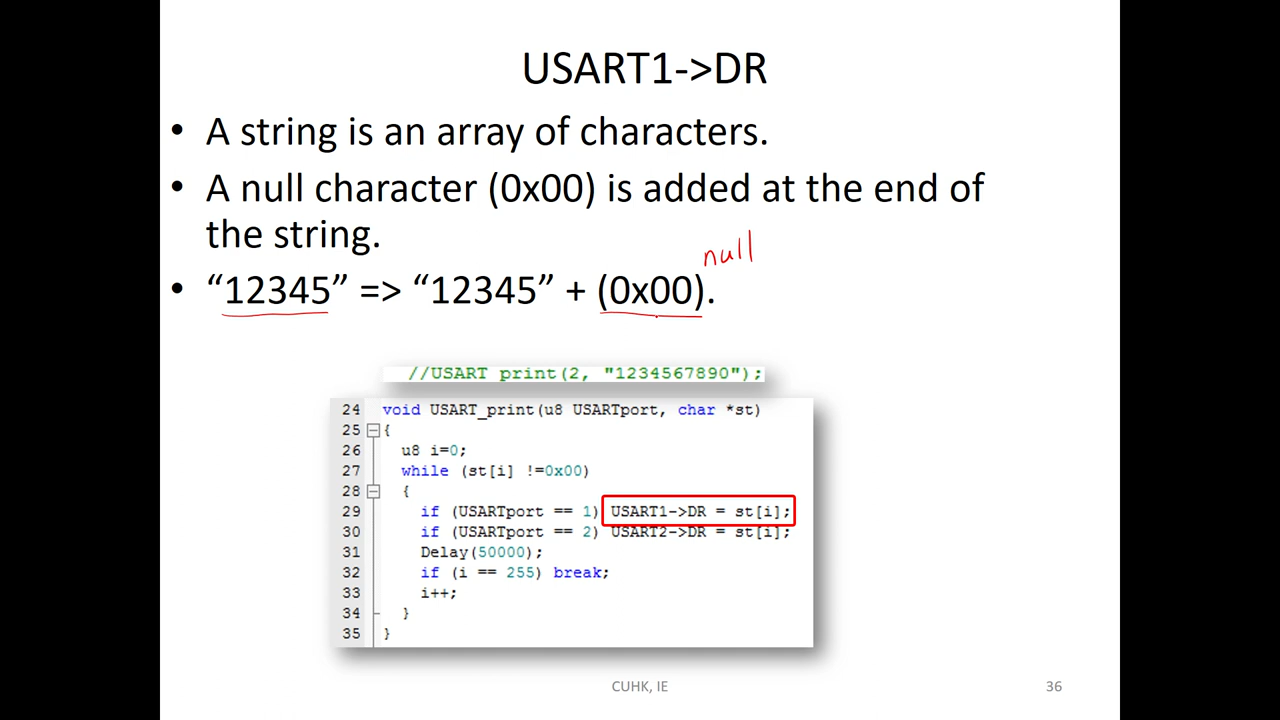 USART1->DR
• A string is an array of characters.
• A null character (0x00) is added at the end of
the string.
null
• “12345” => “12345” + (0x00).
//USART print(2, "1234567890");
24 void USART_print(u8 USARTport, char *st)
25 {
26 u8 i=0;
27 while (st[i] !=0x00)
28 {
29 if (USARTport == 1) USART1->DR = st[i];
30 if (USARTport == 2) USART2->DR = st[i];
31 Delay(50000);
32 if (i == 255) break;
33 i++;
34 }
35 }
CUHK, IE
36